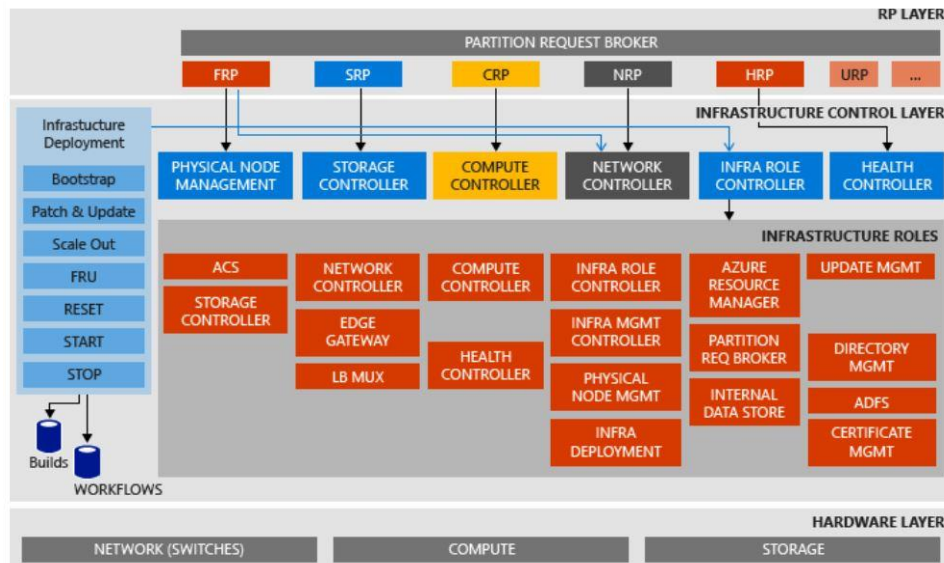 RP LAYER
PARTITION REQUEST BROKER
FRP
SRP
CRP
NRP
HRP
URP
...
INFRASTRUCTURE CONTROL LAYER
Infrastucture
Deployment
Bootstrap
Patch & Update
Scale Out
FRU
RESET
START
STOP
Builds
WORKFLOWS
PHYSICAL NODE
MANAGEMENT
STORAGE
CONTROLLER
COMPUTE
CONTROLLER
NETWORK
CONTROLLER
INFRA ROLE
CONTROLLER
HEALTH
CONTROLLER
INFRASTRUCTURE ROLES
ACS
STORAGE
CONTROLLER
NETWORK
CONTROLLER
EDGE
GATEWAY
LB MUX
COMPUTE
CONTROLLER
HEALTH
CONTROLLER
INFRA ROLE
CONTROLLER
INFRA MGMT
CONTROLLER
PHYSICAL
NODE MGMT
INFRA
DEPLOYMENT
AZURE
RESOURCE
MANAGER
PARTITION
REQ BROKER
INTERNAL
DATA STORE
UPDATE MGMT
DIRECTORY
MGMT
ADFS
CERTIFICATE
MGMT
HARDWARE LAYER
NETWORK (SWITCHES)
COMPUTE
STORAGE